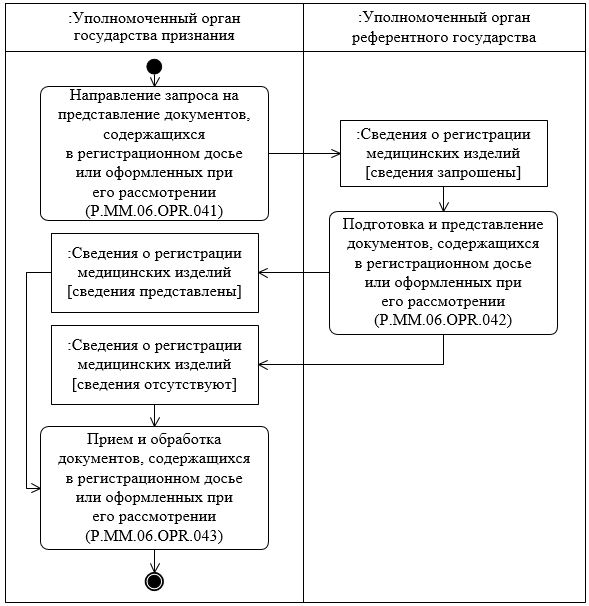 :Уполномоченный орган
государства признания
:Уполномоченный орган
референтного государства
Направление запроса на
представление документов,
содержащихся
в регистрационном досье
или оформленных при
его рассмотрении
(P.MM.06.OPR.041)
:Сведения о регистрации
медицинских изделий
[сведения запрошены]
Подготовка и представление
документов, содержащихся
в регистрационном досье
или оформленных при
его рассмотрении
(P.MM.06.OPR.042)
:Сведения о регистрации
медицинских изделий
[сведения представлены]
:Сведения о регистрации
медицинских изделий
[сведения отсутствуют]
Прием и обработка
документов, содержащихся
в регистрационном досье
или оформленных при
его рассмотрении
(P.MM.06.OPR.043)